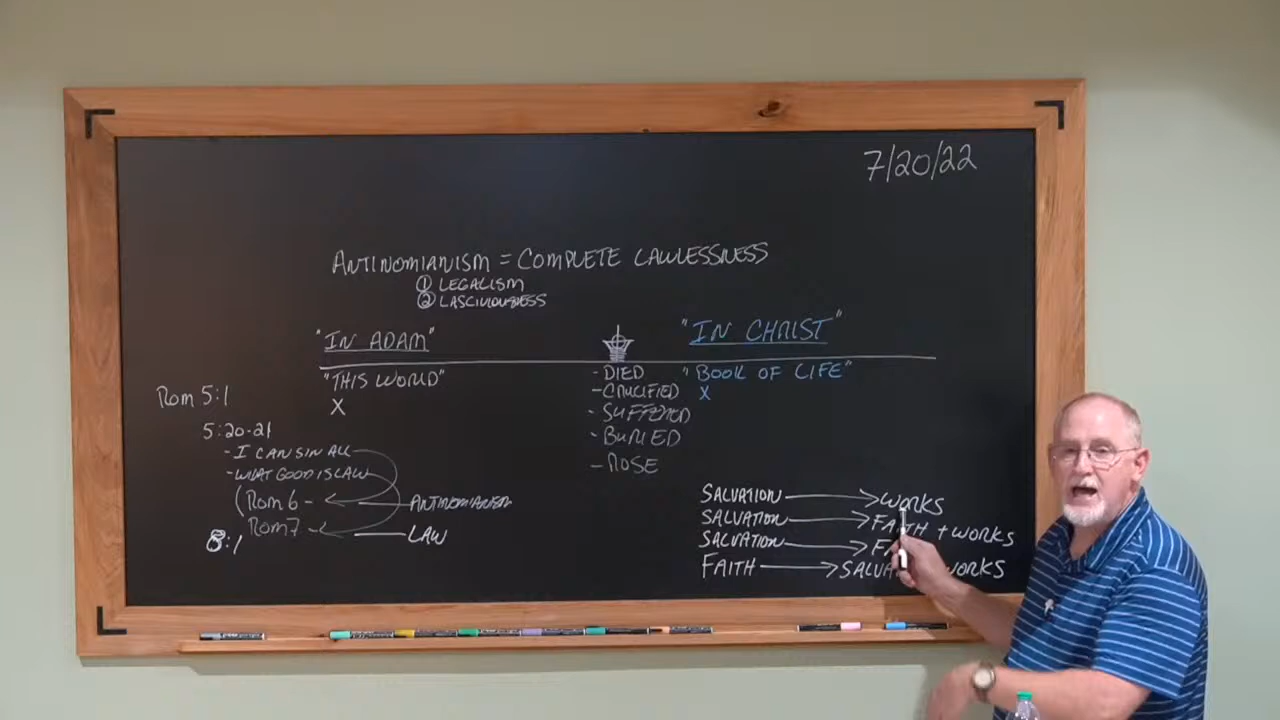 7/20/22
ANTINOMIANISM = COMPLETE LAWLESSNESS
① LEGALISM
② LASCIVIOUSNESS
"IN ADAM"
"IN CHRIST"
"THIS WORLD"
X
- DIED
- CRUCIFIED
- SUFFERED
- BURIED
- ROSE
"BOOK OF LIFE"
X
Rom 5:1
5:20-21
- I CAN SIN ALL
- WHAT GOOD IS LAW
(Rom 6 -
ANTINOMIANISM
Rom 7 -
LAW
8:1
SALVATION → WORKS
SALVATION → FAITH + WORKS
SALVATION →
FAITH → WORKS